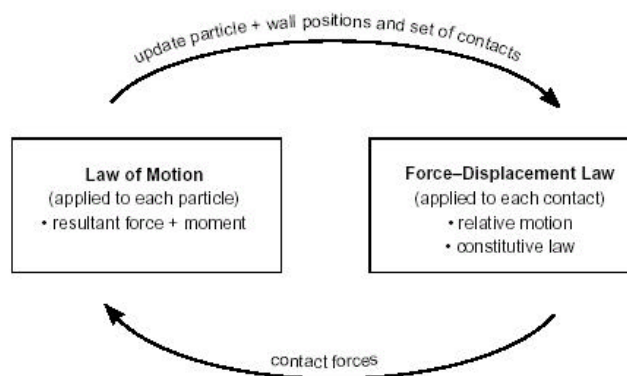 update particle + wall positions and set of contacts
Law of Motion
(applied to each particle)
• resultant force + moment
Force–Displacement Law
(applied to each contact)
• relative motion
• constitutive law
contact forces